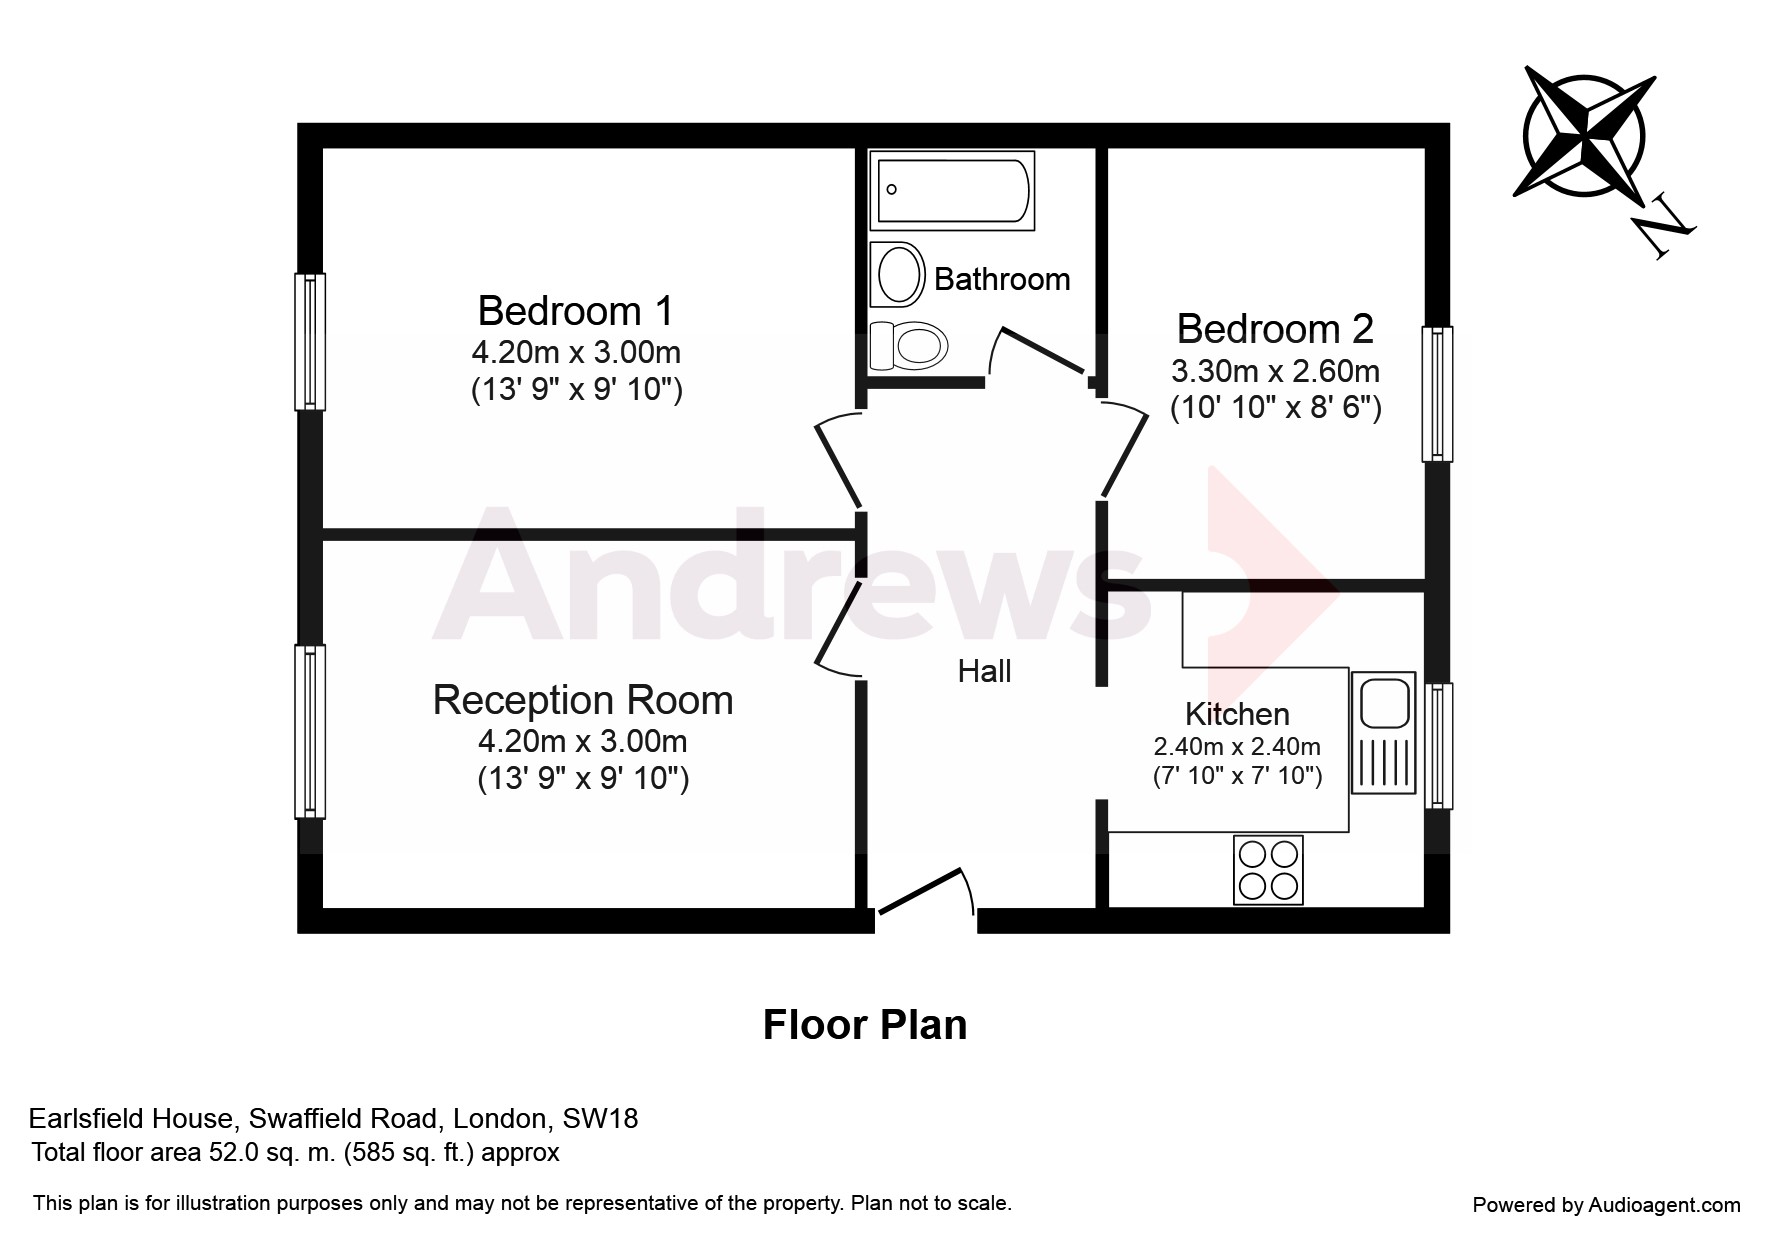 N
Bedroom 1
4.20m x 3.00m
(13' 9" x 9' 10")
Bathroom
Bedroom 2
3.30m x 2.60m
(10' 10" x 8' 6")
Andrews
Hall
Reception Room
4.20m x 3.00m
(13' 9" x 9' 10")
Kitchen
2.40m x 2.40m
(7' 10" x 7' 10")
Floor Plan
Earlsfield House, Swaffield Road, London, SW18
Total floor area 52.0 sq. m. (585 sq. ft.) approx
This plan is for illustration purposes only and may not be representative of the property. Plan not to scale.
Powered by Audioagent.com